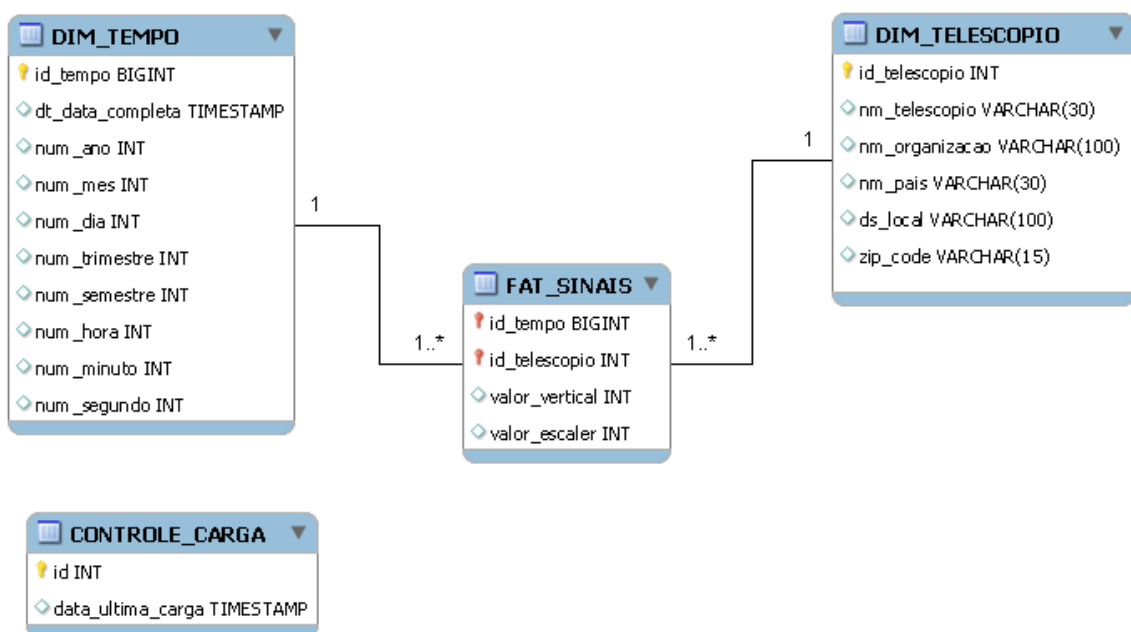 DIM_TEMPO
id_tempo BIGINT
dt_data_completa TIMESTAMP
num_ano INT
num_mes INT
num_dia INT
num_trimestre INT
num_semestre INT
num_hora INT
num_minuto INT
num_segundo INT
1
1..*
FAT_SINAIS
id_tempo BIGINT
id_telescopio INT
valor_vertical INT
valor_escaler INT
1..*
1
DIM_TELESCOPIO
id_telescopio INT
nm_telescopio VARCHAR(30)
nm_organizacao VARCHAR(100)
nm_pais VARCHAR(30)
ds_local VARCHAR(100)
zip_code VARCHAR(15)
CONTROLE_CARGA
id INT
data_ultima_carga TIMESTAMP